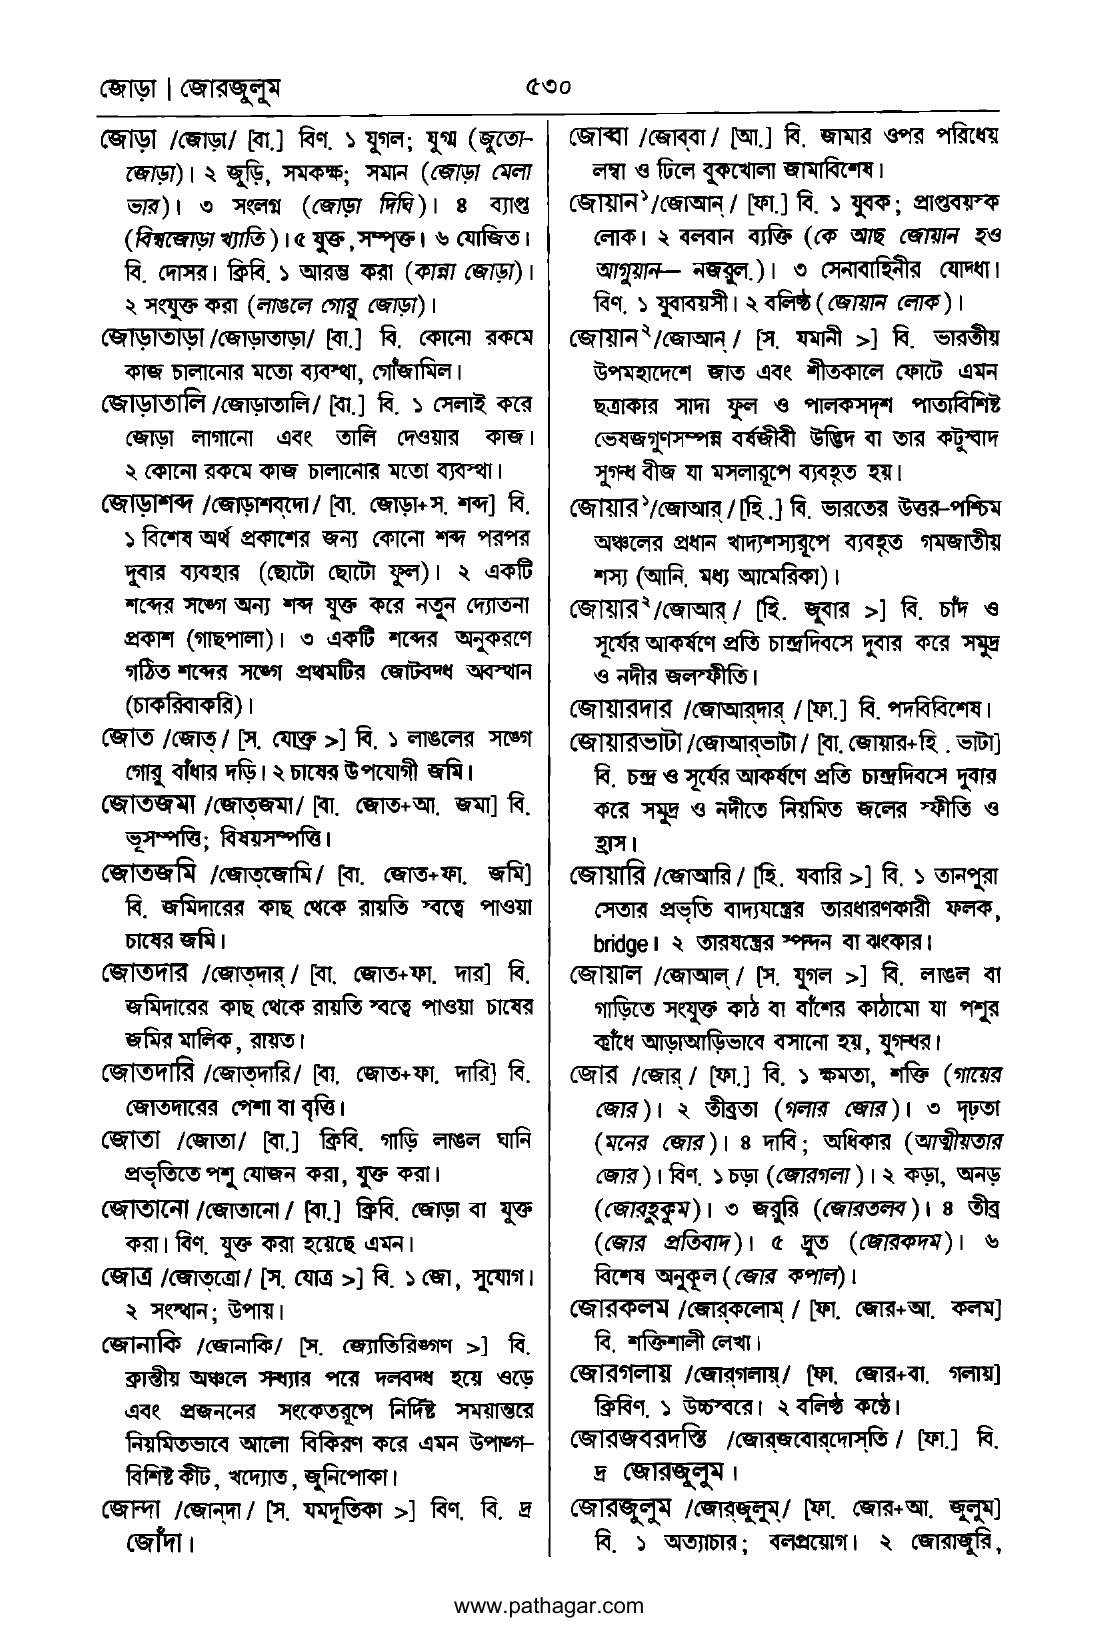 জোড়া | জোরজুলুম
৫৩০
জোড়া /জোড়া/ [বা.] বিণ. ১ যুগল; যুগ্ম (জুতো–
জোড়া)। ২ জুড়ি, সমকক্ষ; সমান (জোড়া মেলা
ভার)। ৩ সংলগ্ন (জোড়া দিঘি)। ৪ ব্যাপ্ত
(বিশ্বজোড়া খ্যাতি)। ৫ যুক্ত, সম্পৃক্ত। ৬ যোজিত।
বি. দোসর। ক্রিবি. ১ আরম্ভ করা (কান্না জোড়া)।
২ সংযুক্ত করা (লাঙলে গোরু জোড়া)।
জোড়াতাড়া /জোড়াতাড়া/ [বা.] বি. কোনো রকমে
কাজ চালানোর মতো ব্যবস্থা, গোঁজামিল।
জোড়াতালি /জোড়াতালি/ [বা.] বি. ১ সেলাই করে
জোড়া লাগানো এবং তালি দেওয়ার কাজ।
২ কোনো রকমে কাজ চালানোর মতো ব্যবস্থা।
জোড়াশব্দ /জোড়াশব্‌দো/ [বা. জোড়া+স. শব্দ] বি.
১ বিশেষ অর্থ প্রকাশের জন্য কোনো শব্দ পরপর
দুবার ব্যবহার (ছোটো ছোটো ফুল)। ২ একটি
শব্দের সঙ্গে অন্য শব্দ যুক্ত করে নতুন দ্যোতনা
প্রকাশ (গাছপালা)। ৩ একটি শব্দের অনুকরণে
গঠিত শব্দের সঙ্গে প্রথমটির জোটবদ্ধ অবস্থান
(চাকরিবাকরি)।
জোত /জোত্/ [স. যোক্ত্র >] বি. ১ লাঙলের সঙ্গে
গোরু বাঁধার দড়ি। ২ চাষের উপযোগী জমি।
জোতজমা /জোত্‌জমা/ [বা. জোত+আ. জমা] বি.
ভূসম্পত্তি; বিষয়সম্পত্তি।
জোতজমি /জোত্‌জোমি/ [বা. জোত+ফা. জমি]
বি. জমিদারের কাছ থেকে রায়তি স্বত্বে পাওয়া
চাষের জমি।
জোতদার /জোত্‌দার্/ [বা. জোত+ফা. দার] বি.
জমিদারের কাছ থেকে রায়তি স্বত্বে পাওয়া চাষের
জমির মালিক, রায়ত।
জোতদারি /জোত্‌দারি/ [বা. জোত+ফা. দারি] বি.
জোতদারের পেশা বা বৃত্তি।
জোতা /জোতা/ [বা.] ক্রিবি. গাড়ি লাঙল ঘানি
প্রভৃতিতে পশু যোজন করা, যুক্ত করা।
জোতানো /জোতানো/ [বা.] ক্রিবি. জোড়া বা যুক্ত
করা। বিণ. যুক্ত করা হয়েছে এমন।
জোত্র /জোত্‌ত্রো/ [স. যোত্র >] বি. ১ জো, সুযোগ।
২ সংস্থান; উপায়।
জোনাকি /জোনাকি/ [স. জ্যোতিরিঙ্গণ >] বি.
ক্রান্তীয় অঞ্চলে সন্ধ্যার পরে দলবদ্ধ হয়ে ওড়ে
এবং প্রজননের সংকেতরূপে নির্দিষ্ট সময়ান্তরে
নিয়মিতভাবে আলো বিকিরণ করে এমন উপাঙ্গ–
বিশিষ্ট কীট, খদ্যোত, জুনিপোকা।
জোন্দা /জোন্‌দা/ [স. যমদূতিকা >] বিণ. বি. দ্র
জোঁদা।
জোব্বা /জোব্‌বা/ [আ.] বি. জামার ওপর পরিধেয়
লম্বা ও ঢিলে বুকখোলা জামাবিশেষ।
জোয়ান১/জোআন্/ [ফা.] বি. ১ যুবক; প্রাপ্তবয়স্ক
লোক। ২ বলবান ব্যক্তি (কে আছ জোয়ান হও
আগুয়ান— নজরুল.)। ৩ সেনাবাহিনীর যোদ্ধা।
বিণ. ১ যুবাবয়সী। ২ বলিষ্ঠ (জোয়ান লোক)।
জোয়ান২/জোআন্/ [স. যমানী >] বি. ভারতীয়
উপমহাদেশে জাত এবং শীতকালে ফোটে এমন
ছত্রাকার সাদা ফুল ও পালকসদৃশ পাতাবিশিষ্ট
ভেষজগুণসম্পন্ন বর্ষজীবী উদ্ভিদ বা তার কটুস্বাদ
সুগন্ধ বীজ যা মসলারূপে ব্যবহৃত হয়।
জোয়ার১/জোআর্/ [হি.] বি. ভারতের উত্তর–পশ্চিম
অঞ্চলের প্রধান খাদ্যশস্যরূপে ব্যবহৃত গমজাতীয়
শস্য (আনি. মধ্য আমেরিকা)।
জোয়ার২/জোআর্/ [হি. জুবার >] বি. চাঁদ ও
সূর্যের আকর্ষণে প্রতি চান্দ্রদিবসে দুবার করে সমুদ্র
ও নদীর জলস্ফীতি।
জোয়ারদার /জোআর্‌দার্/ [ফা.] বি. পদবিবিশেষ।
জোয়ারভাটা /জোআর্‌ভাটা/ [বা. জোয়ার+হি. ভাটা]
বি. চন্দ্র ও সূর্যের আকর্ষণে প্রতি চান্দ্রদিবসে দুবার
করে সমুদ্র ও নদীতে নিয়মিত জলের স্ফীতি ও
হ্রাস।
জোয়ারি /জোআরি/ [হি. যবারি >] বি. ১ তানপুরা
সেতার প্রভৃতি বাদ্যযন্ত্রের তারধারণকারী ফলক,
bridge। ২ তারযন্ত্রের স্পন্দন বা ঝংকার।
জোয়াল /জোআল্/ [স. যুগল >] বি. লাঙল বা
গাড়িতে সংযুক্ত কাঠ বা বাঁশের কাঠামো যা পশুর
কাঁধে আড়াআড়িভাবে বসানো হয়, যুগন্ধর।
জোর /জোর্/ [ফা.] বি. ১ ক্ষমতা, শক্তি (গায়ের
জোর)। ২ তীব্রতা (গলার জোর)। ৩ দৃঢ়তা
(মনের জোর)। ৪ দাবি; অধিকার (আত্মীয়তার
জোর)। বিণ. ১ চড়া (জোরগলা)। ২ কড়া, অনড়
(জোরহুকুম)। ৩ জরুরি (জোরতলব)। ৪ তীব্র
(জোর প্রতিবাদ)। ৫ দ্রুত (জোরকদম)। ৬
বিশেষ অনুকূল (জোর কপাল)।
জোরকলম /জোর্‌কলোম্/ [ফা. জোর+আ. কলম]
বি. শক্তিশালী লেখা।
জোরগলায় /জোর্‌গলায়্/ [ফা. জোর+বা. গলায়]
ক্রিবিণ. ১ উচ্চস্বরে। ২ বলিষ্ঠ কণ্ঠে।
জোরজবরদস্তি /জোর্‌জবোর্‌দোস্‌তি/ [ফা.] বি.
দ্র জোরজুলুম।
জোরজুলুম /জোর্‌জুলুম্/ [ফা. জোর+আ. জুলুম]
বি. ১ অত্যাচার; বলপ্রয়োগ। ২ জোরাজুরি,
www.pathagar.com